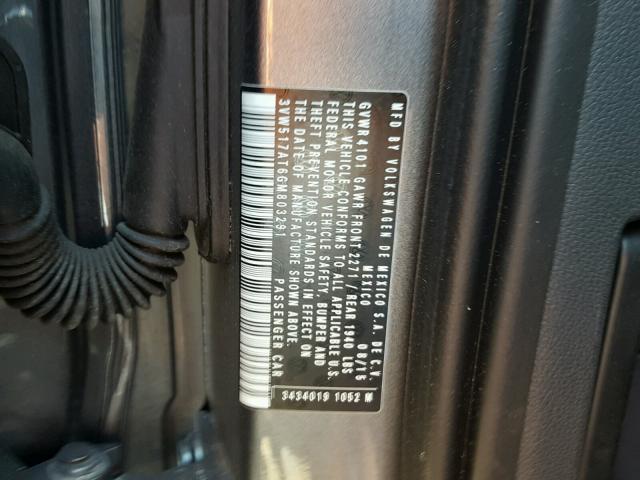 MFD BY VOLKSWAGEN DE MEXICO S.A. DE C.V.
MEXICO 08/15
GVWR 4101 GAWR FRONT 2271 / REAR 1940 LBS
THIS VEHICLE CONFORMS TO ALL APPLICABLE U.S.
FEDERAL MOTOR VEHICLE SAFETY, BUMPER AND
THEFT PREVENTION STANDARDS IN EFFECT ON
THE DATE OF MANUFACTURE SHOWN ABOVE.
3VW517AT6GM803291 PASSENGER CAR
3434019 1052 M